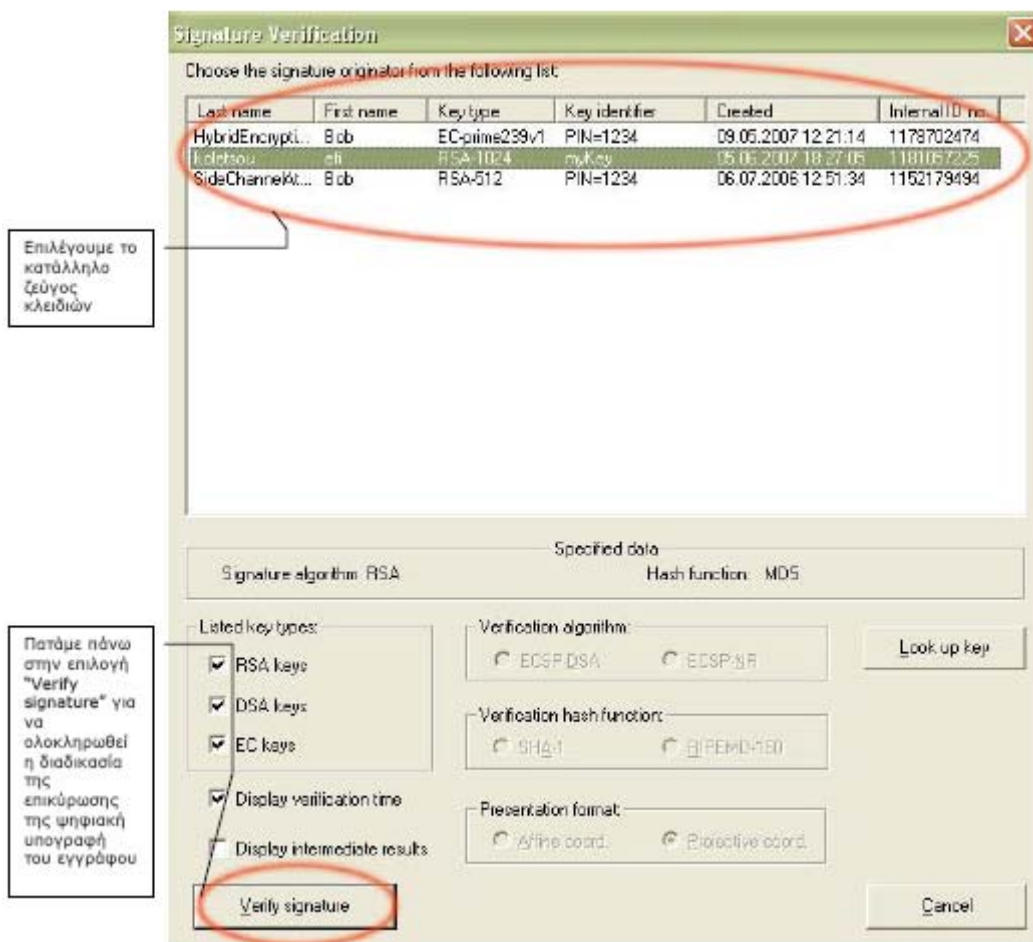 Signature Verification
Choose the signature originator from the following list:
Last name First name Key type Key identifier Created Internal ID no.
HybridEncrypti... Bob EC-prime239v1 PIN=1234 09.05.2007 12:21:14 1178702474
koletsou efi RSA-1024 myKey 05.06.2007 18:27:05 1181057225
SideChannelAt... Bob RSA-512 PIN=1234 06.07.2006 12:51:34 1152179494
Επιλέγουμε το
κατάλληλο
ζεύγος
κλειδιών
Specified data
Signature algorithm: RSA Hash function: MD5
Listed key types:
RSA keys
DSA keys
EC keys
Verification algorithm:
ECSP-DSA ECSP-NR
Look up key
Verification hash function:
SHA-1 RIPEMD-160
Πατάμε πάνω
στην επιλογή
"Verify
signature" για
να
ολοκληρωθεί
η διαδικασία
της
επικύρωσης
της ψηφιακή
υπογραφή
του εγγράφου
Display verification time
Display intermediate results
Presentation format:
Affine coord. Projective coord.
Verify signature
Cancel